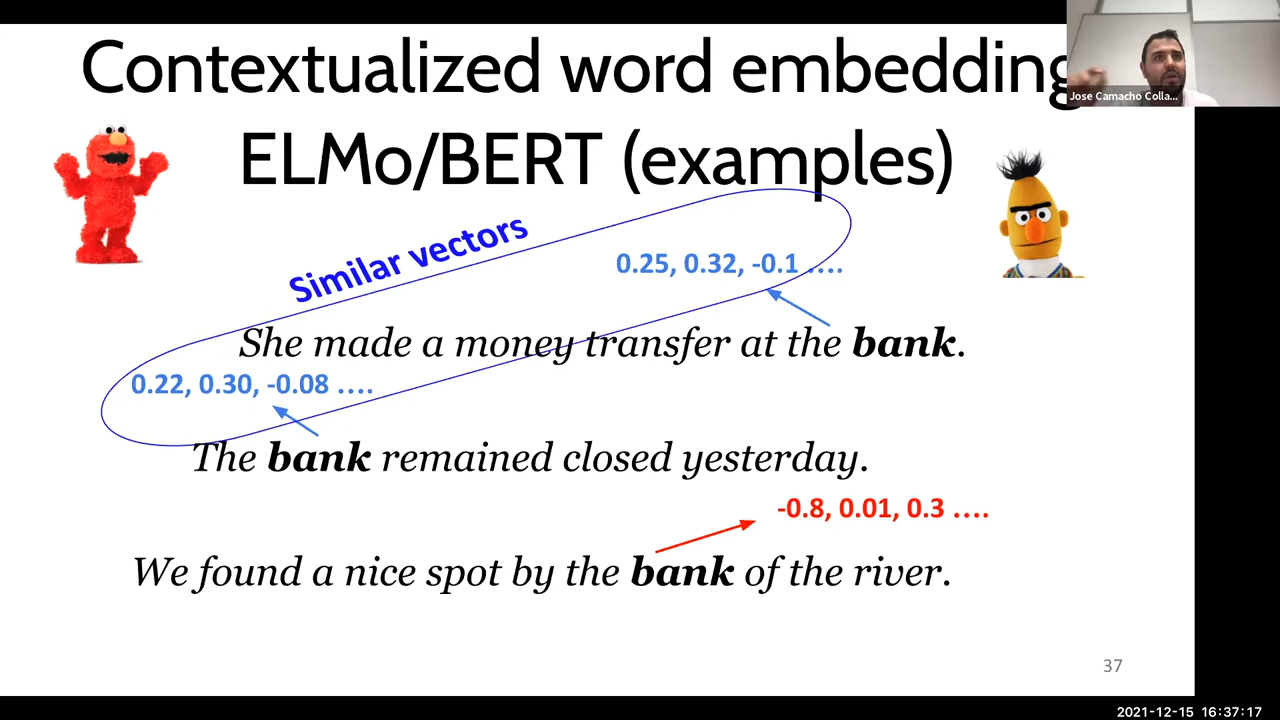 Contextualized word embedding
Jose Camacho Colla...
ELMo/BERT (examples)
Similar vectors
0.25, 0.32, -0.1 ....
She made a money transfer at the bank.
0.22, 0.30, -0.08 ....
The bank remained closed yesterday.
-0.8, 0.01, 0.3 ....
We found a nice spot by the bank of the river.
37
2021-12-15 16:37:17